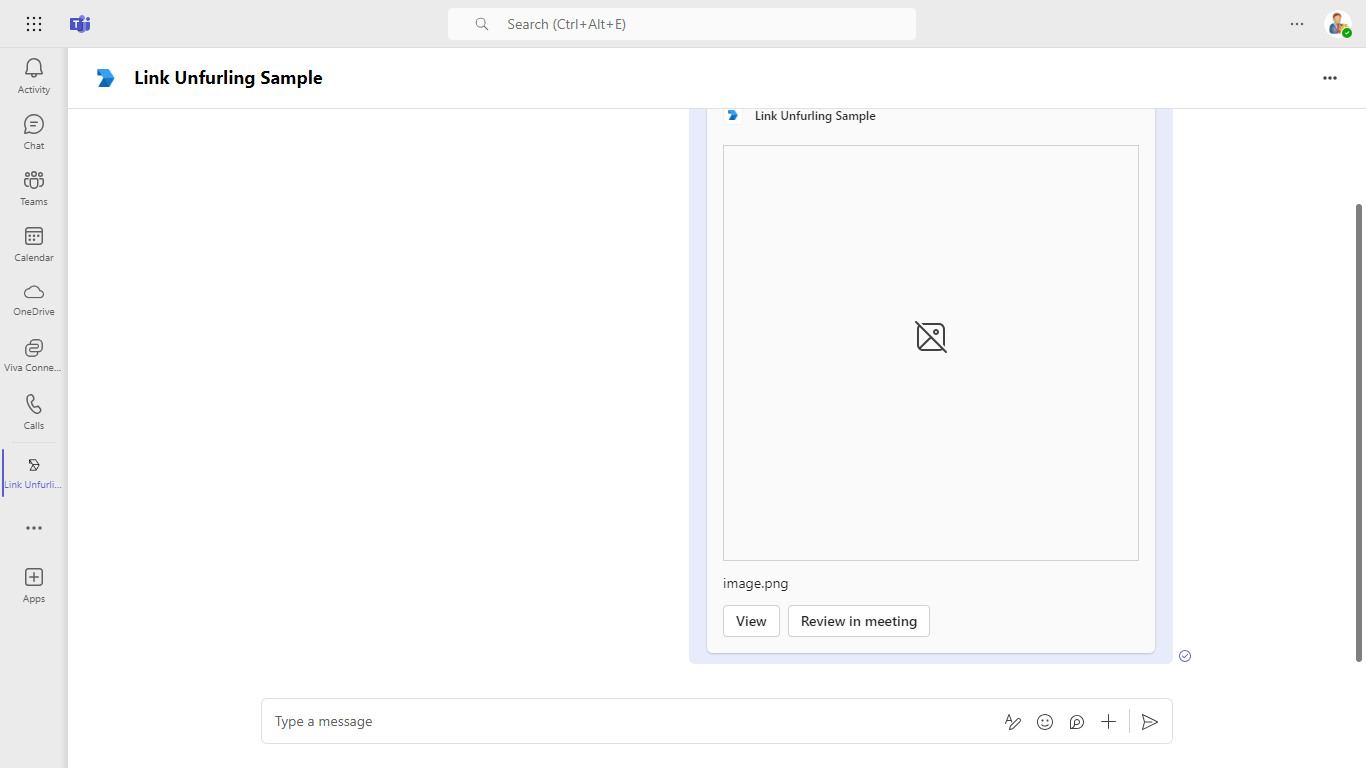 Search (Ctrl+Alt+E)
Activity
Chat
Teams
Calendar
OneDrive
Viva Conne...
Calls
Link Unfurli...
Apps
Link Unfurling Sample
Link Unfurling Sample
image.png
View
Review in meeting
Type a message